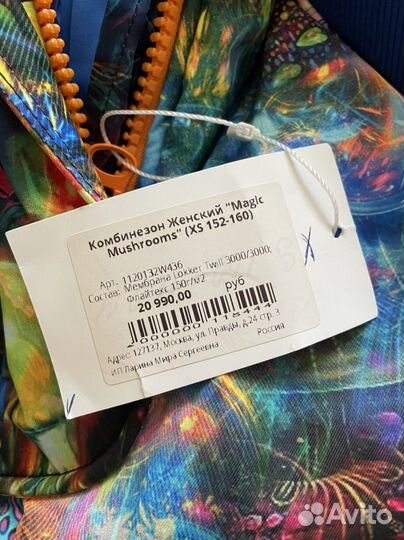 Комбинезон Женский "Magic
Mushrooms" (XS 152-160)
Арт.: 1120132W436
Состав: Мембрана Lokker Twill 3000/3000;
Флайтекс 150г/м2
20 990,00 руб
2000000118444
Адрес: 127137, Москва, ул. Правды, д.24 стр. 3
ИП Ларина Мира Сергеевна Россия
Avito